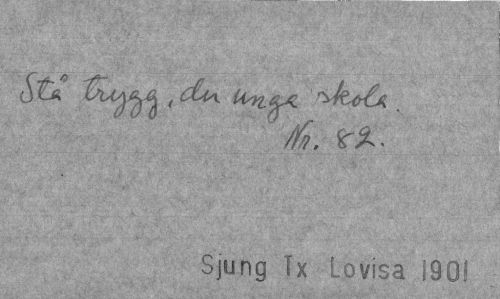 Stå trygg, du unga skola.
Nr. 82.
Sjung Tx Lovisa 1901